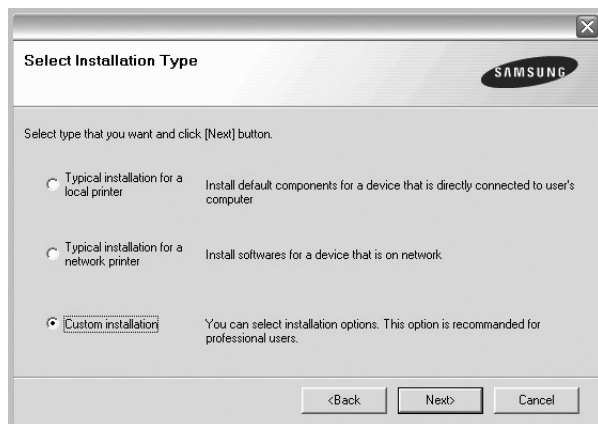 Select Installation Type
SAMSUNG
Select type that you want and click [Next] button.
Typical installation for a
local printer
Install default components for a device that is directly connected to user's
computer
Typical installation for a
network printer
Install softwares for a device that is on network
Custom installation
You can select installation options. This option is recommanded for
professional users.
<Back
Next>
Cancel